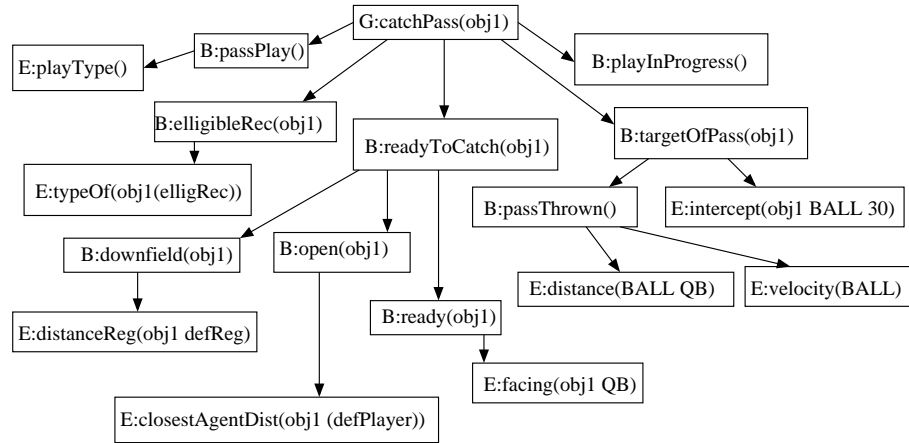 G:catchPass(obj1)
B:passPlay()
E:playType()
B:playInProgress()
B:elligibleRec(obj1)
B:readyToCatch(obj1)
B:targetOfPass(obj1)
E:typeOf(obj1(elligRec))
B:passThrown()
E:intercept(obj1 BALL 30)
B:downfield(obj1)
B:open(obj1)
E:distance(BALL QB)
E:velocity(BALL)
E:distanceReg(obj1 defReg)
B:ready(obj1)
E:facing(obj1 QB)
E:closestAgentDist(obj1 (defPlayer))